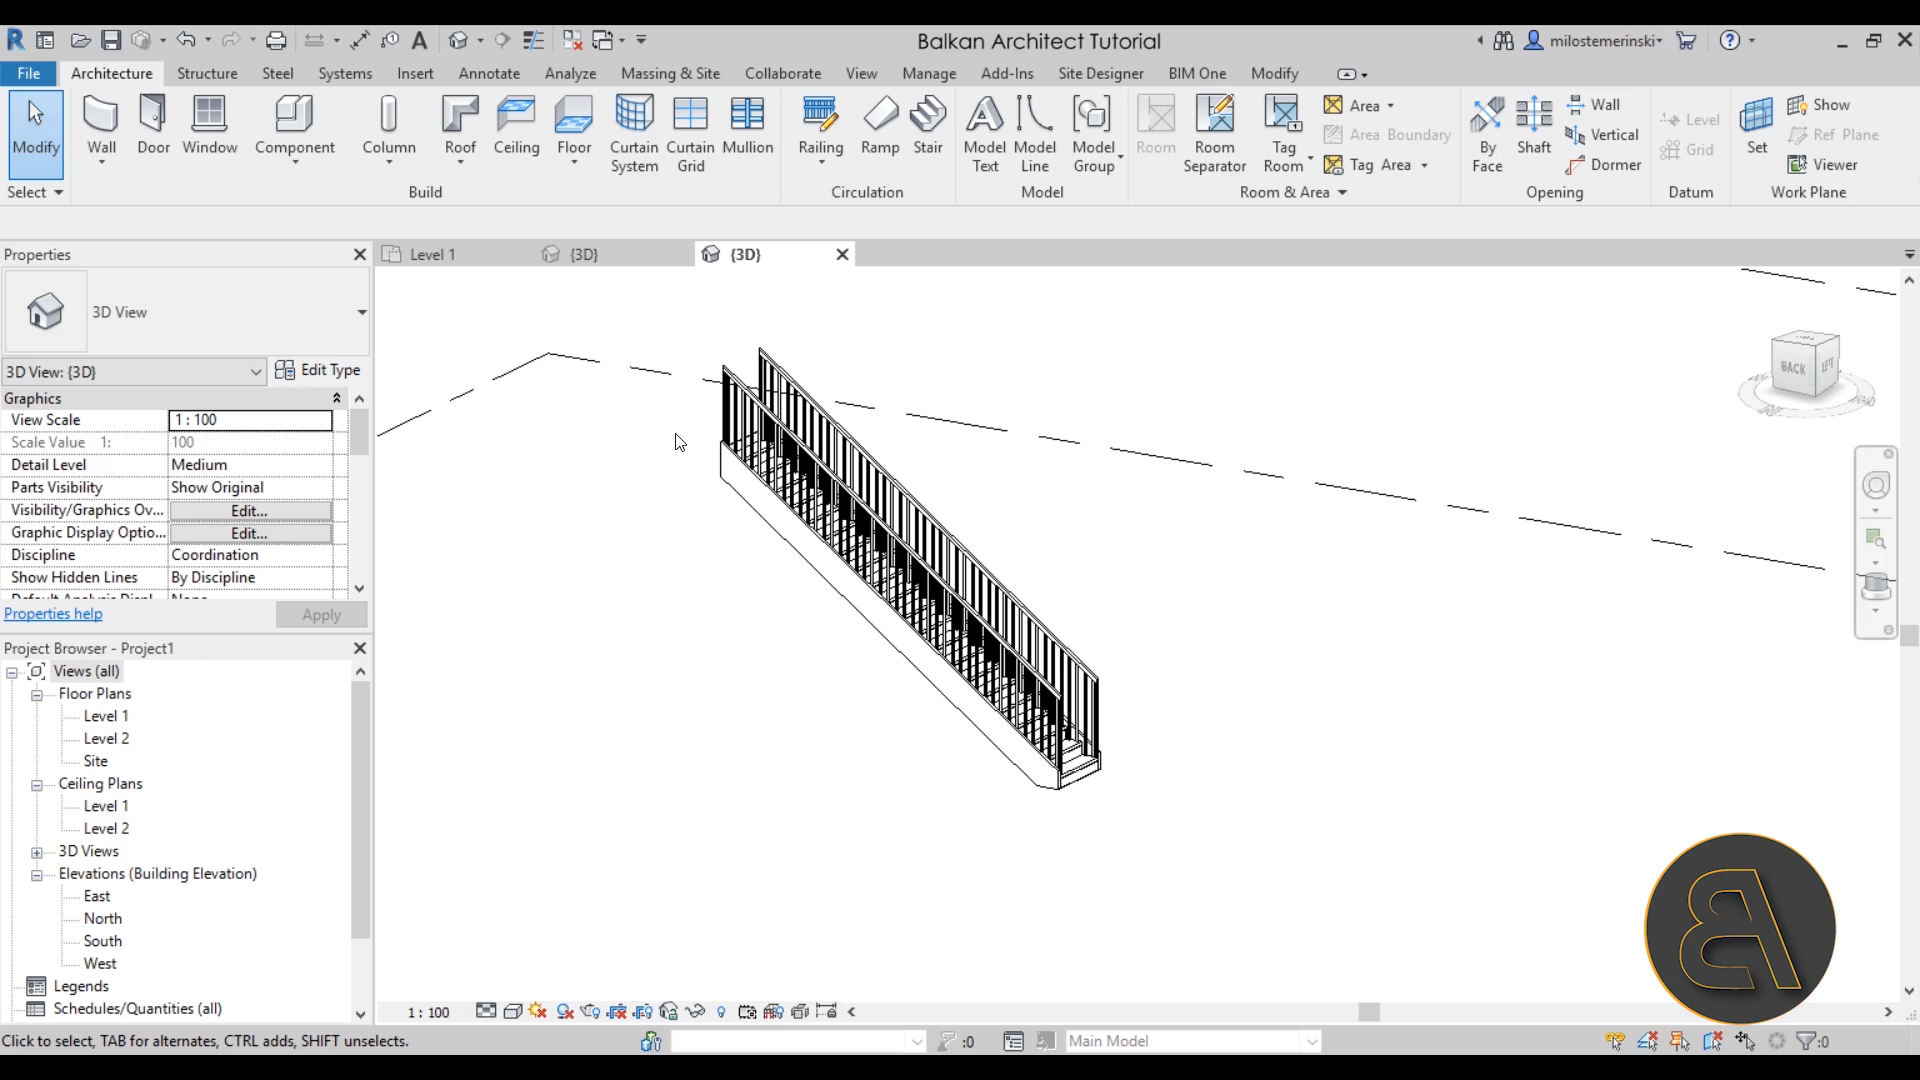 Balkan Architect Tutorial
milostemerinski
File Architecture Structure Steel Systems Insert Annotate Analyze Massing & Site Collaborate View Manage Add-Ins Site Designer BIM One Modify
Modify
Wall
Door
Window
Component
Column
Roof
Ceiling
Floor
Curtain System
Curtain Grid
Mullion
Railing
Ramp
Stair
Model Text
Model Line
Model Group
Room
Room Separator
Tag Room
Area
Area Boundary
Tag Area
By Face
Shaft
Wall
Vertical
Dormer
Level
Grid
Set
Show
Ref Plane
Viewer
Select Build Circulation Model Room & Area Opening Datum Work Plane
Properties
Level 1
{3D}
{3D}
3D View
3D View: {3D}
Edit Type
Graphics
View Scale 1 : 100
Scale Value 1: 100
Detail Level Medium
Parts Visibility Show Original
Visibility/Graphics Ov... Edit...
Graphic Display Optio... Edit...
Discipline Coordination
Show Hidden Lines By Discipline
Properties help
Apply
BACK
LEFT
Project Browser - Project1
Views (all)
Floor Plans
Level 1
Level 2
Site
Ceiling Plans
Level 1
Level 2
3D Views
Elevations (Building Elevation)
East
North
South
West
Legends
Schedules/Quantities (all)
1 : 100
Click to select, TAB for alternates, CTRL adds, SHIFT unselects.
:0
Main Model
:0